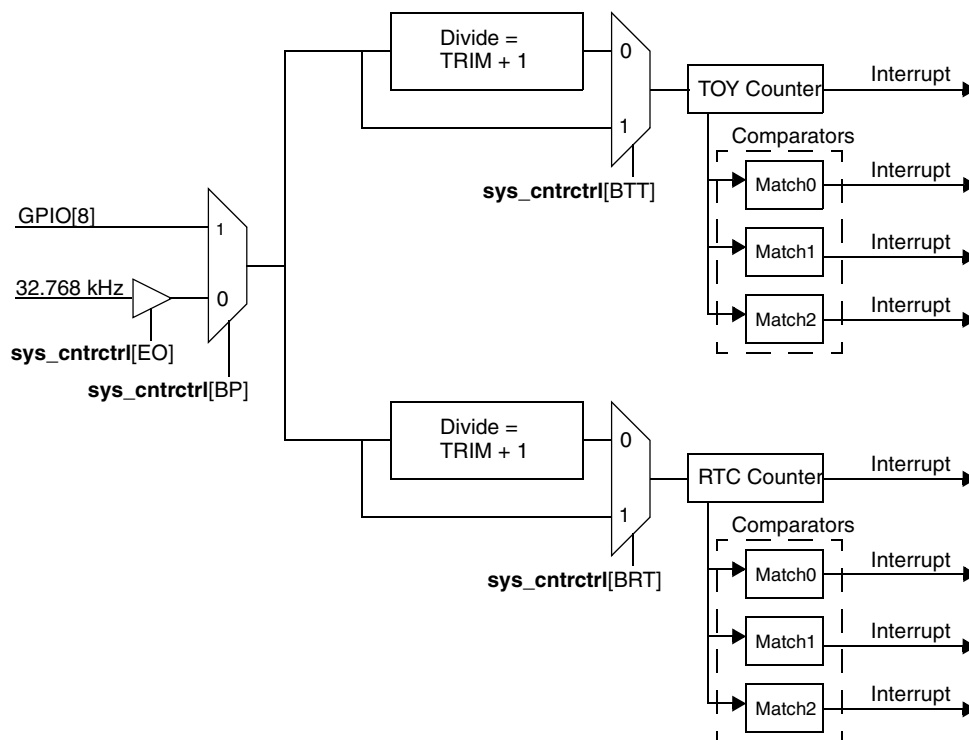 Divide =
TRIM + 1
0
1
TOY Counter
Interrupt
Comparators
Match0
Interrupt
Match1
Interrupt
Match2
Interrupt
sys_cntrctrl[BTT]
GPIO[8]
1
32.768 kHz
0
sys_cntrctrl[EO]
sys_cntrctrl[BP]
Divide =
TRIM + 1
0
1
RTC Counter
Interrupt
Comparators
Match0
Interrupt
Match1
Interrupt
Match2
Interrupt
sys_cntrctrl[BRT]